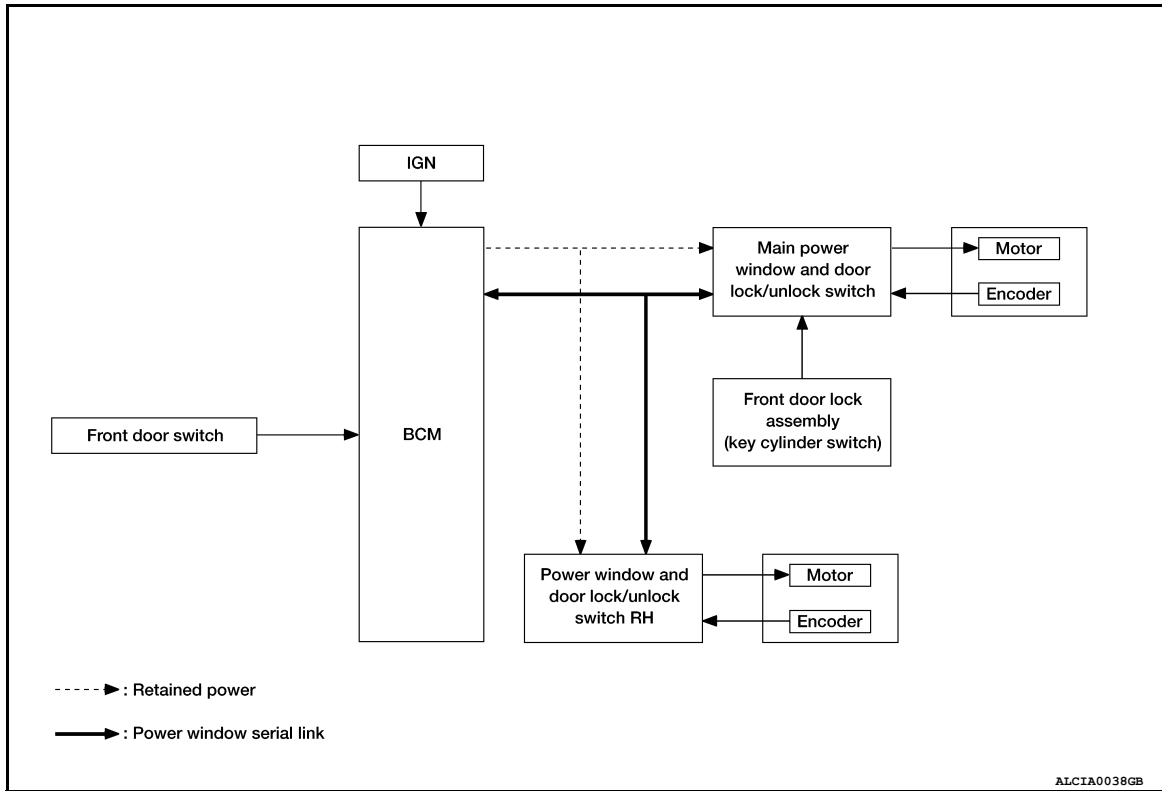 IGN
Main power
window and door
lock/unlock switch
Motor
Encoder
Front door lock
assembly
(key cylinder switch)
Front door switch
BCM
Power window and
door lock/unlock
switch RH
Motor
Encoder
: Retained power
: Power window serial link
ALCIA0038GB